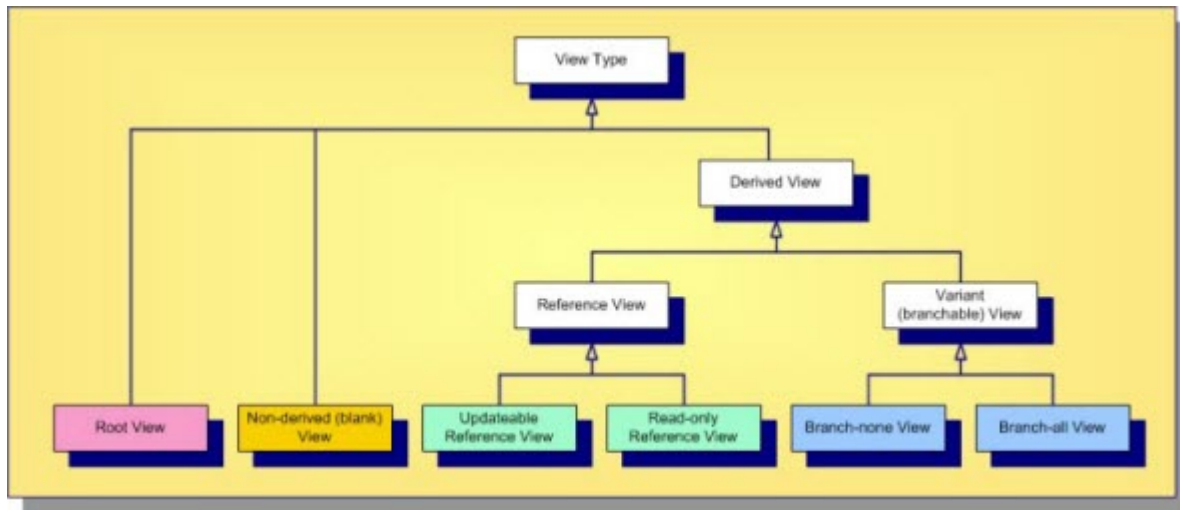 View Type
Derived View
Reference View
Variant
(branchable) View
Root View
Non-derived (blank)
View
Updateable
Reference View
Read-only
Reference View
Branch-none View
Branch-all View